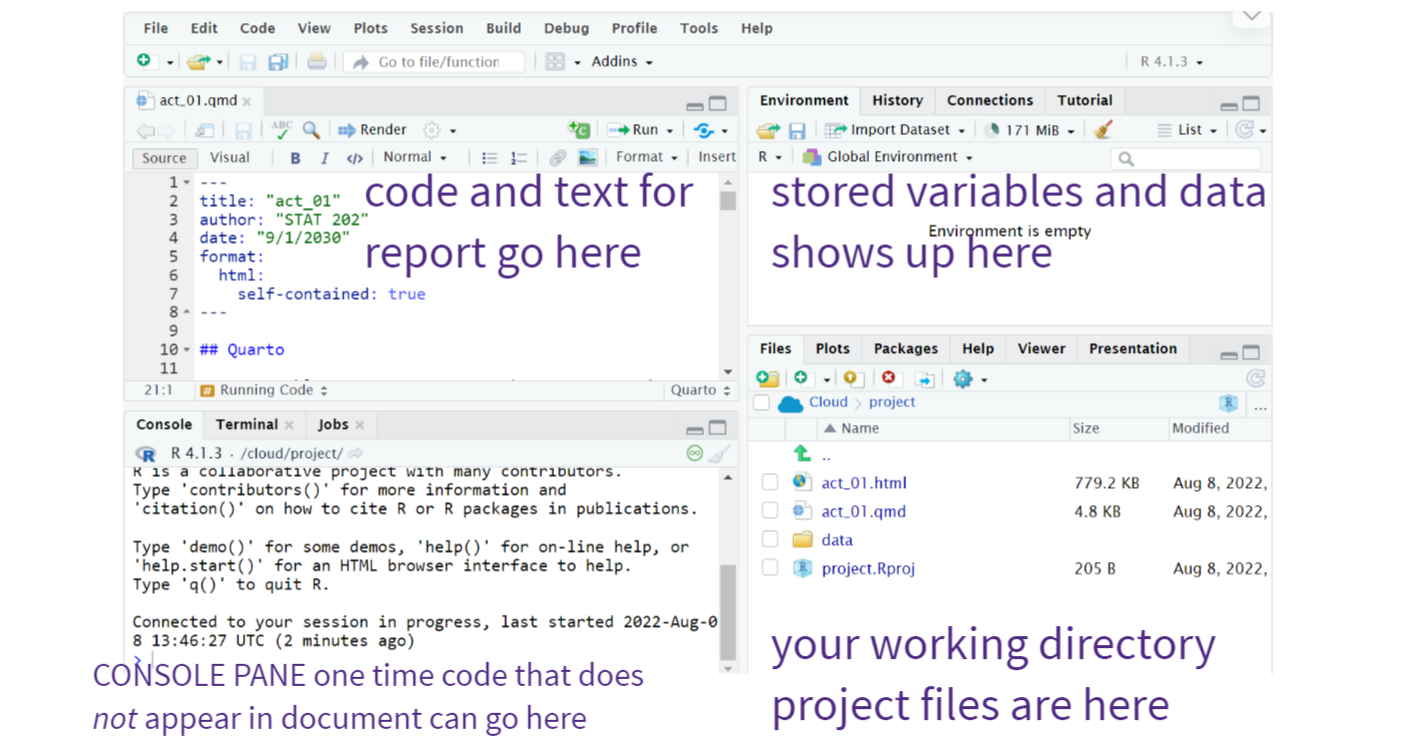 File Edit Code View Plots Session Build Debug Profile Tools Help
Go to file/function Addins R 4.1.3
act_01.qmd
ABC Render Run
Source Visual B I </> Normal Format Insert
1 ---
2 title: "act_01"
3 author: "STAT 202"
4 date: "9/1/2030"
5 format:
6 html:
7 self-contained: true
8 ---
9
10 ## Quarto
11
code and text for
report go here
21:1 # Running Code Quarto
Environment History Connections Tutorial
Import Dataset 171 MiB List
R Global Environment
stored variables and data
Environment is empty
shows up here
Console Terminal Jobs
R R 4.1.3 · /cloud/project/
R is a collaborative project with many contributors.
Type 'contributors()' for more information and
'citation()' on how to cite R or R packages in publications.
Type 'demo()' for some demos, 'help()' for on-line help, or
'help.start()' for an HTML browser interface to help.
Type 'q()' to quit R.
Connected to your session in progress, last started 2022-Aug-0
8 13:46:27 UTC (2 minutes ago)
>
CONSOLE PANE one time code that does
not appear in document can go here
Files Plots Packages Help Viewer Presentation
Cloud project R ...
Name Size Modified
..
act_01.html 779.2 KB Aug 8, 2022,
act_01.qmd 4.8 KB Aug 8, 2022,
data
R project.Rproj 205 B Aug 8, 2022,
your working directory
project files are here